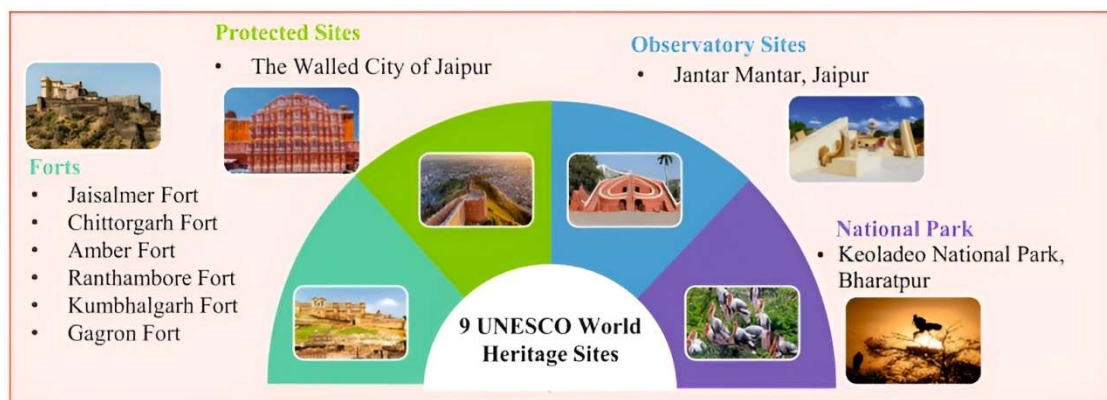 Protected Sites
• The Walled City of Jaipur
Observatory Sites
• Jantar Mantar, Jaipur
Forts
• Jaisalmer Fort
• Chittorgarh Fort
• Amber Fort
• Ranthambore Fort
• Kumbhalgarh Fort
• Gagron Fort
National Park
• Keoladeo National Park,
Bharatpur
9 UNESCO World
Heritage Sites